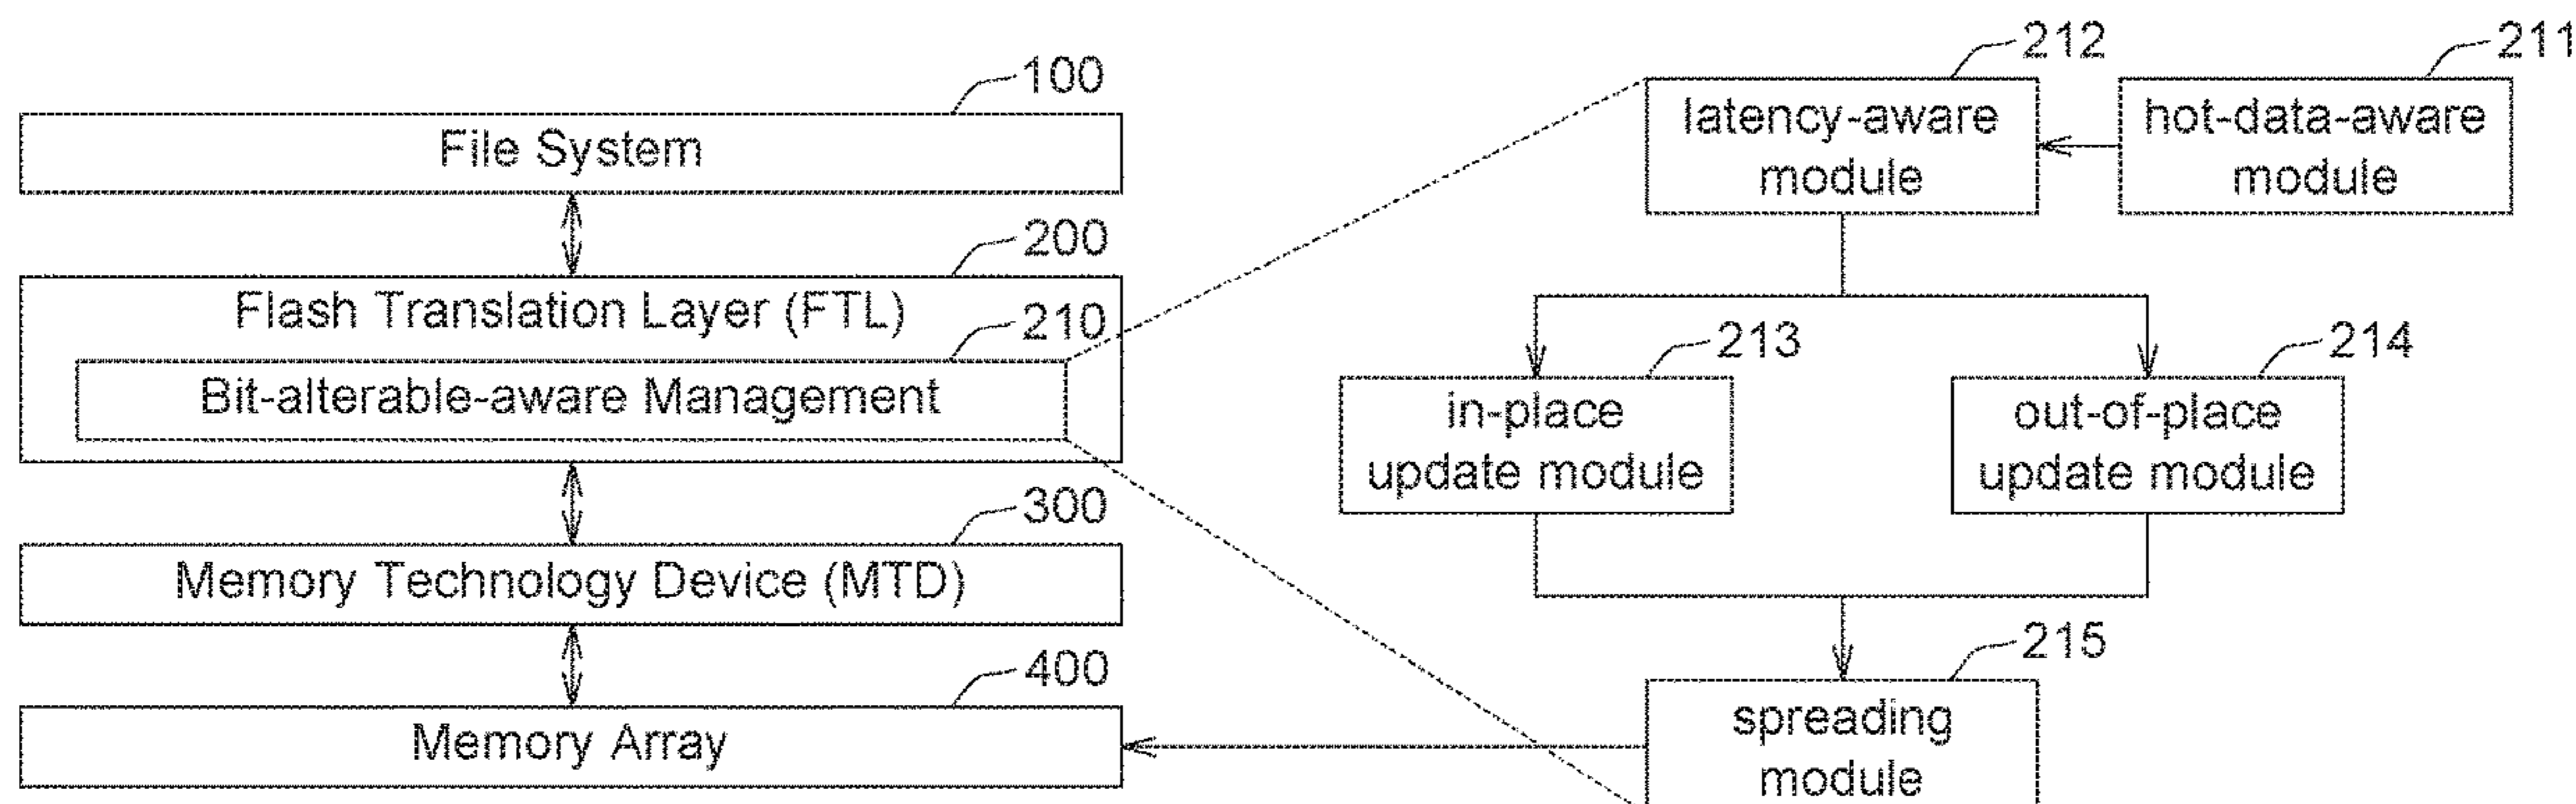 100
File System
200
Flash Translation Layer (FTL)
210
Bit-alterable-aware Management
300
Memory Technology Device (MTD)
400
Memory Array
212
latency-aware
module
211
hot-data-aware
module
213
in-place
update module
214
out-of-place
update module
215
spreading
module